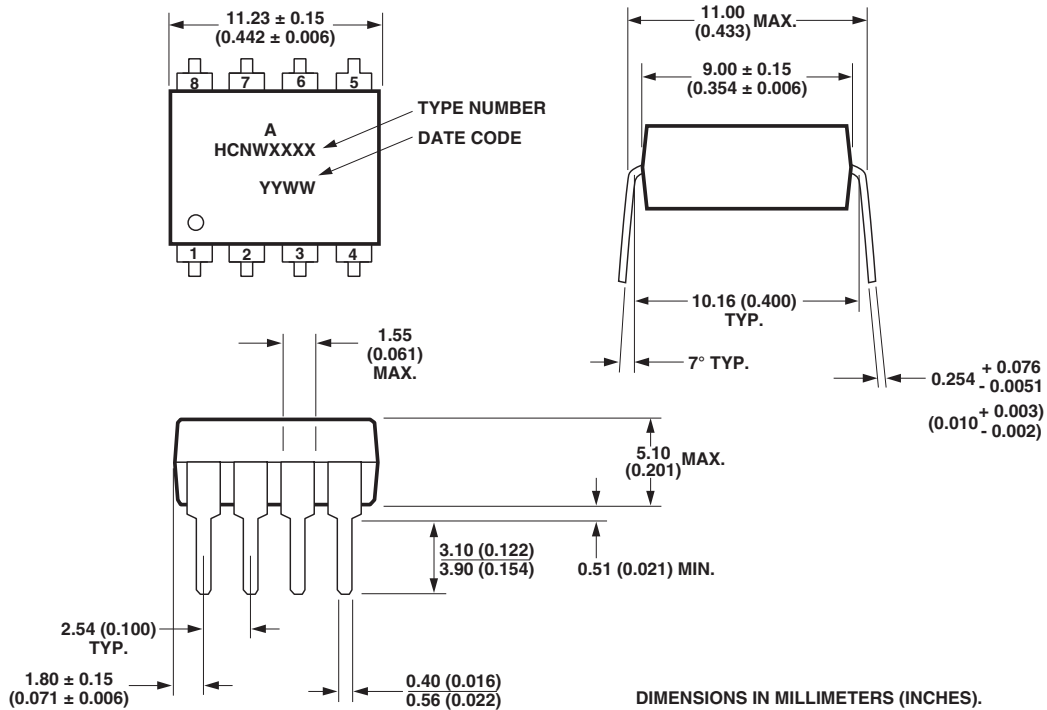 11.23 ± 0.15
(0.442 ± 0.006)
8 7 6 5
A
HCNWXXXX
YYWW
1 2 3 4
TYPE NUMBER
DATE CODE
11.00
(0.433)
MAX.
9.00 ± 0.15
(0.354 ± 0.006)
10.16 (0.400)
TYP.
7° TYP.
0.254 + 0.076
- 0.0051
(0.010 + 0.003)
- 0.002)
1.55
(0.061)
MAX.
5.10
(0.201)
MAX.
3.10 (0.122)
3.90 (0.154)
0.51 (0.021) MIN.
2.54 (0.100)
TYP.
1.80 ± 0.15
(0.071 ± 0.006)
0.40 (0.016)
0.56 (0.022)
DIMENSIONS IN MILLIMETERS (INCHES).